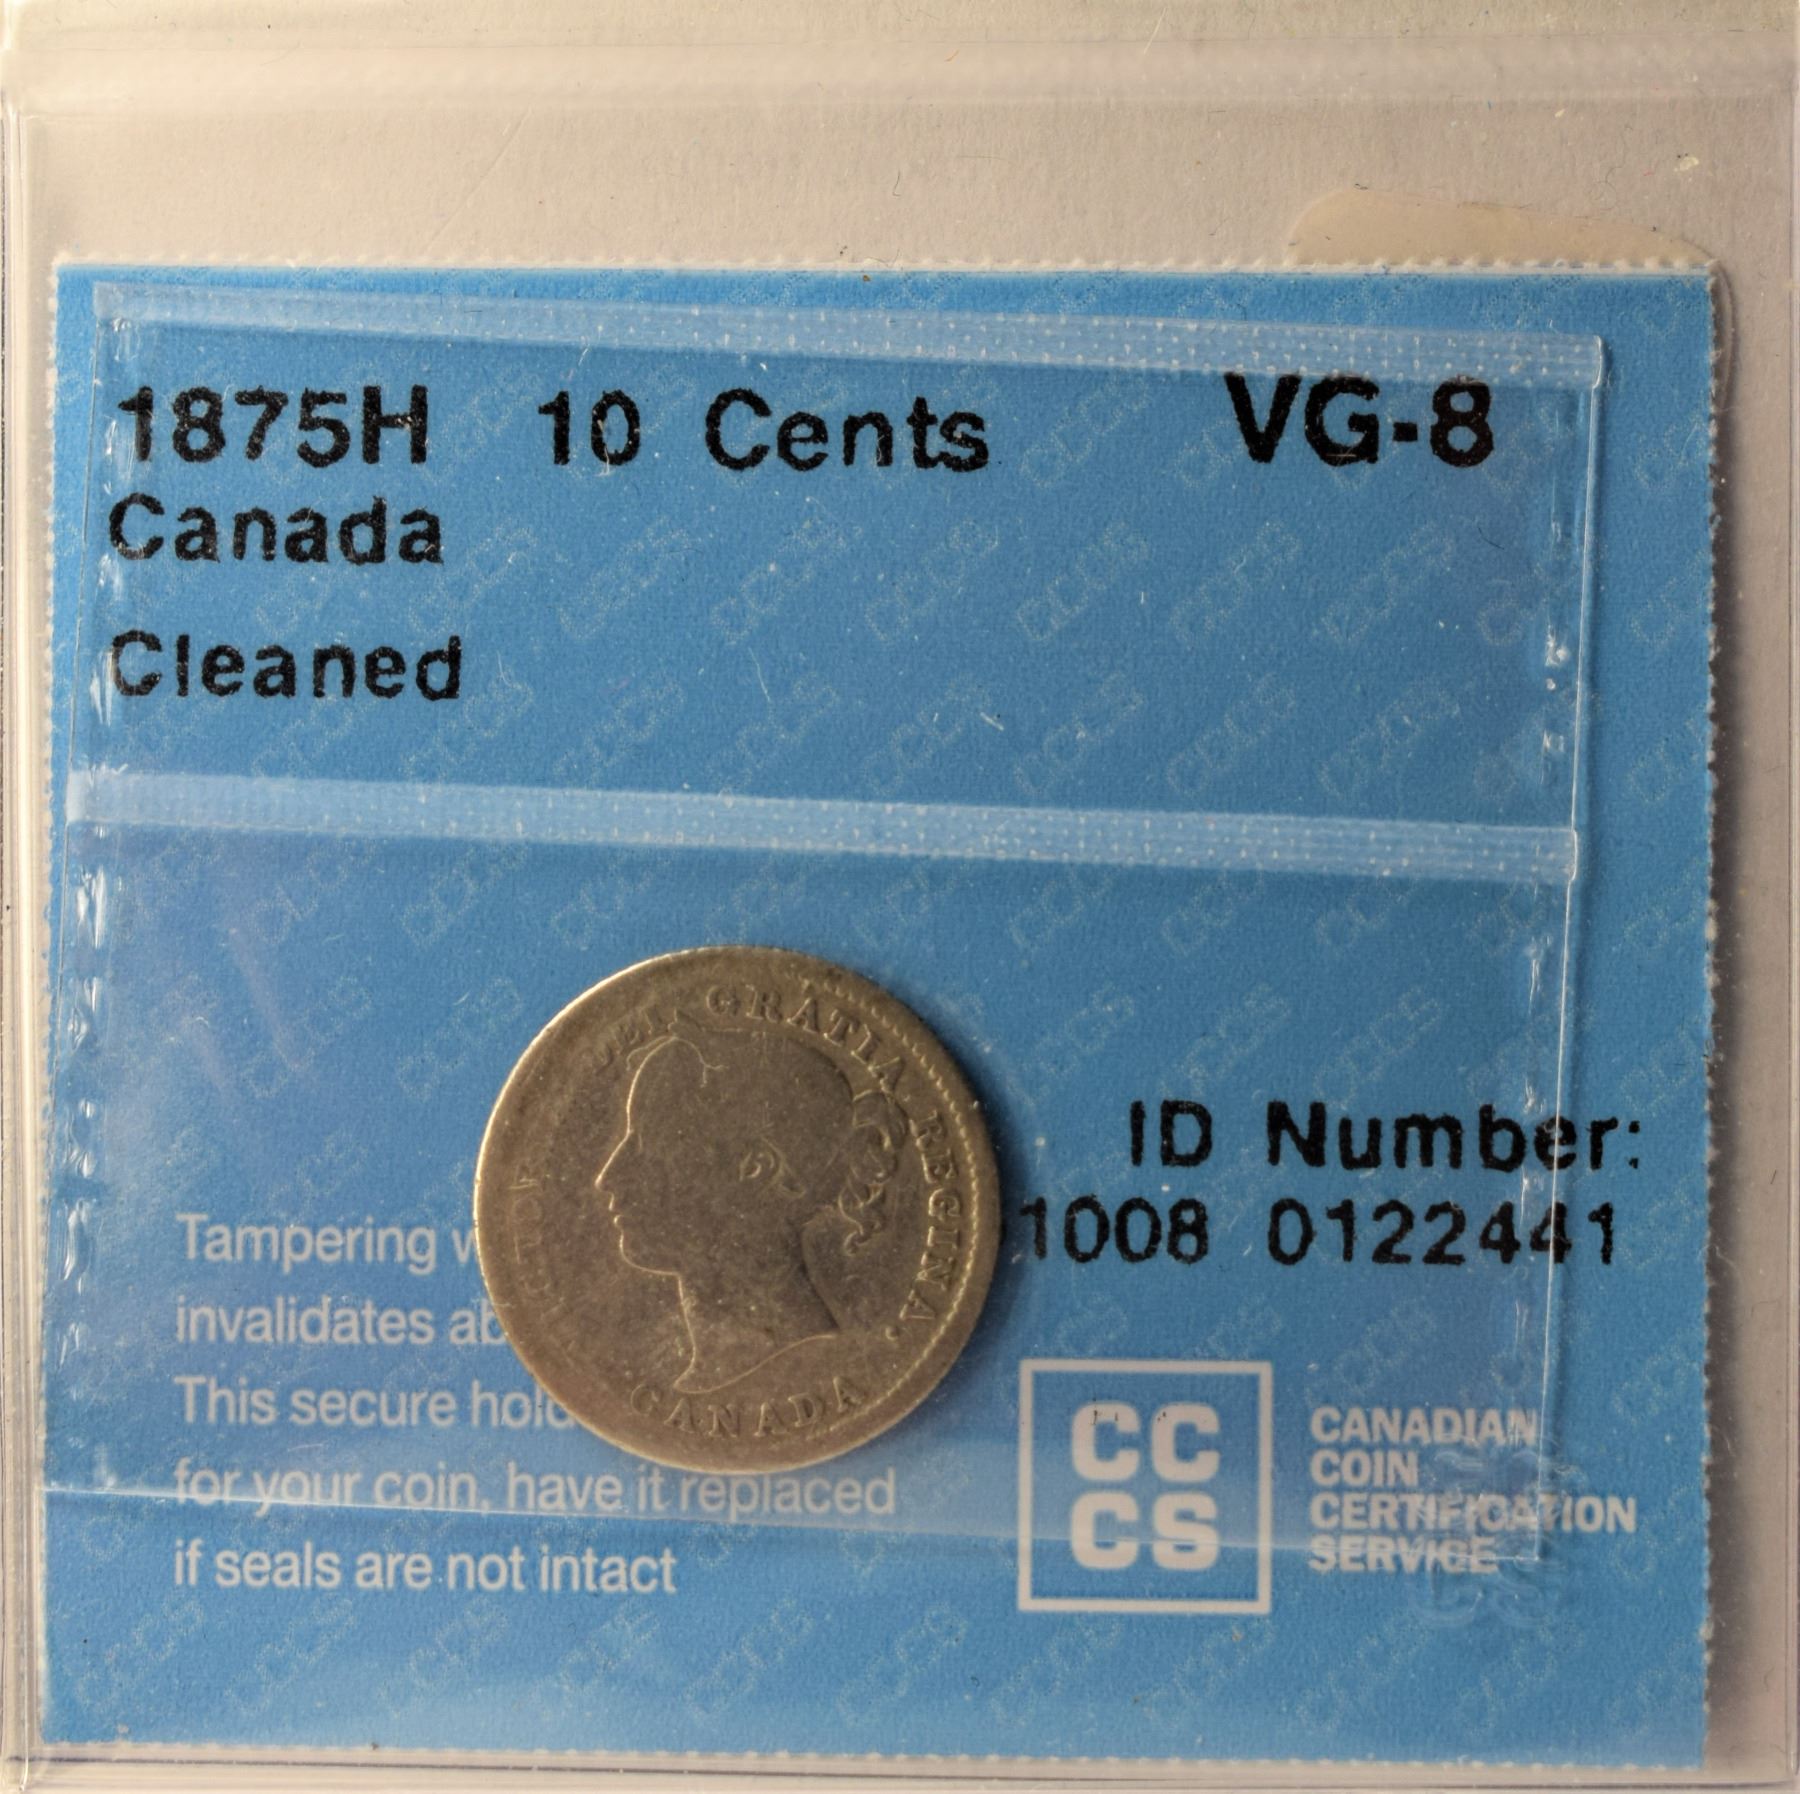 1875H 10 Cents VG-8
Canada
Cleaned
DEI GRATIA REGINA.
CANADA
ID Number:
1008 0122441
Tampering
invalidates
This secure
for your coin, have it replaced
if seals are not intact
CC
CS
CANADIAN
COIN
CERTIFICATION
SERVICE